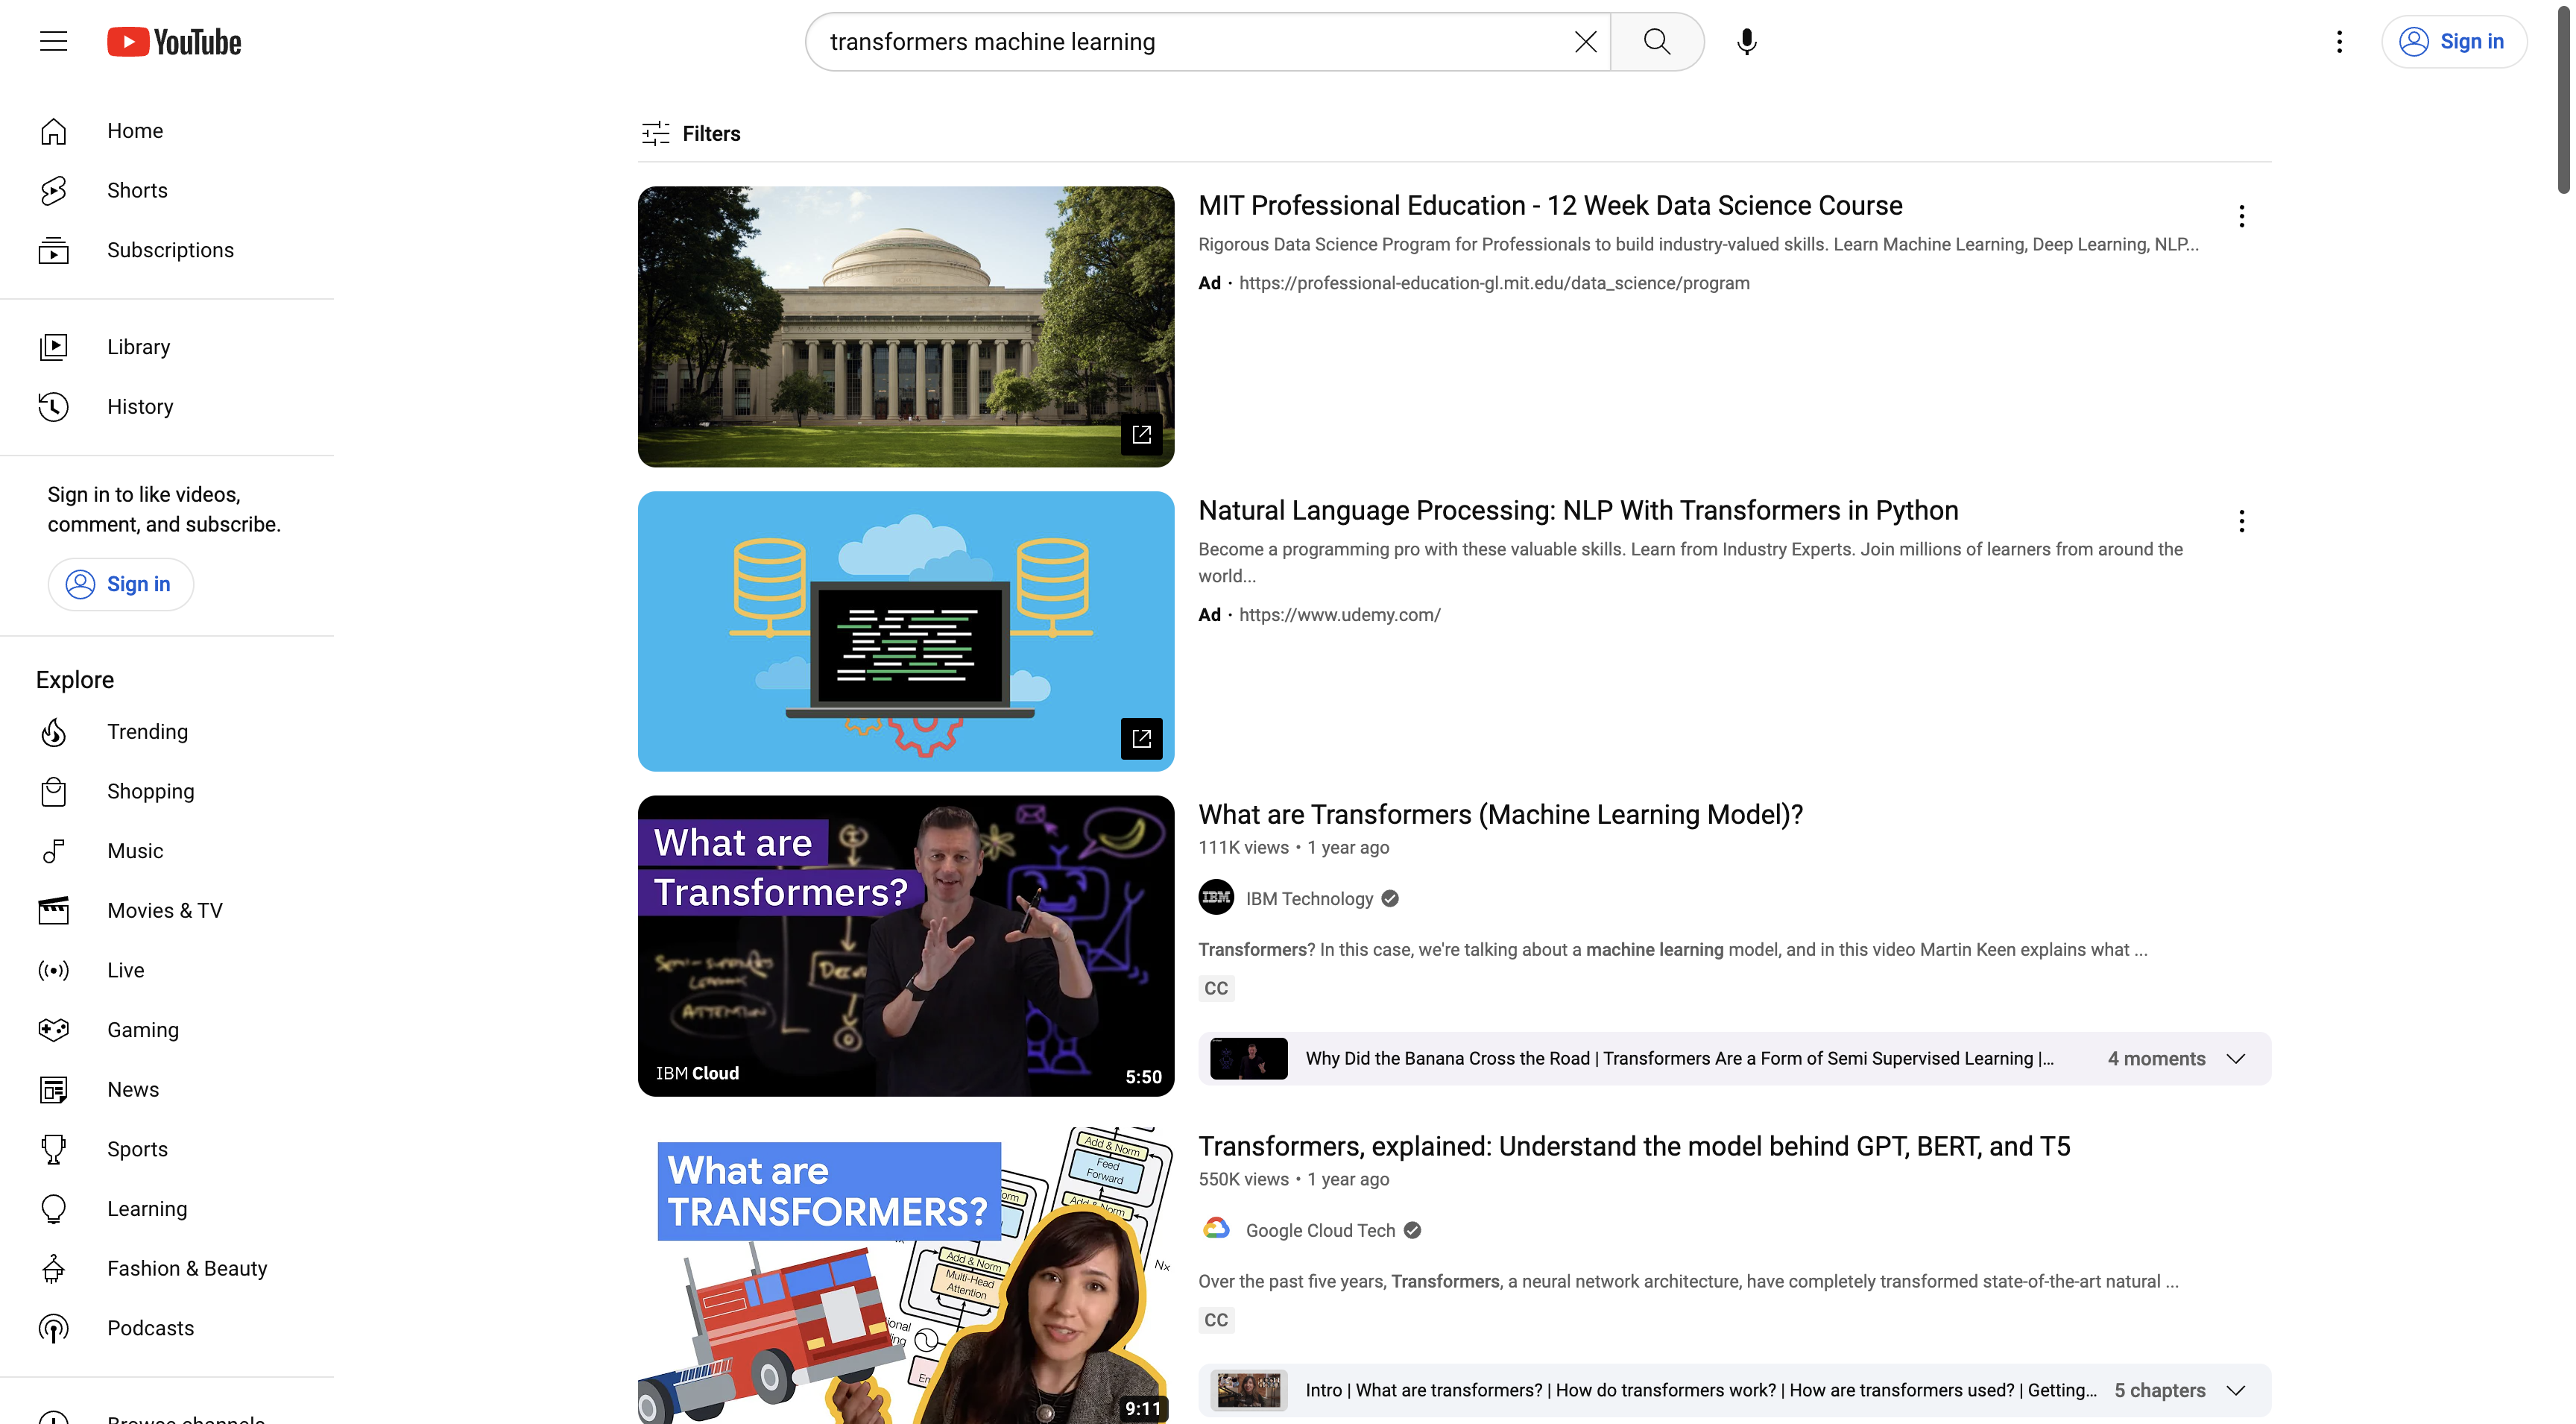 YouTube
transformers machine learning
Sign in
Home
Shorts
Subscriptions
Library
History
Sign in to like videos,
comment, and subscribe.
Sign in
Explore
Trending
Shopping
Music
Movies & TV
Live
Gaming
News
Sports
Learning
Fashion & Beauty
Podcasts
Browse channels
Filters
MIT Professional Education - 12 Week Data Science Course
Rigorous Data Science Program for Professionals to build industry-valued skills. Learn Machine Learning, Deep Learning, NLP...
Ad · https://professional-education-gl.mit.edu/data_science/program
Natural Language Processing: NLP With Transformers in Python
Become a programming pro with these valuable skills. Learn from Industry Experts. Join millions of learners from around the
world...
Ad · https://www.udemy.com/
What are
Transformers?
ATTENTION
IBM Cloud
5:50
What are Transformers (Machine Learning Model)?
111K views • 1 year ago
IBM
IBM Technology
Transformers? In this case, we're talking about a machine learning model, and in this video Martin Keen explains what ...
CC
Why Did the Banana Cross the Road | Transformers Are a Form of Semi Supervised Learning |...
4 moments
What are
TRANSFORMERS?
Add & Norm
Feed
Forward
Add & Norm
Nx
Add & Norm
Multi-Head
Attention
9:11
Transformers, explained: Understand the model behind GPT, BERT, and T5
550K views • 1 year ago
Google Cloud Tech
Over the past five years, Transformers, a neural network architecture, have completely transformed state-of-the-art natural ...
CC
Intro | What are transformers? | How do transformers work? | How are transformers used? | Getting...
5 chapters